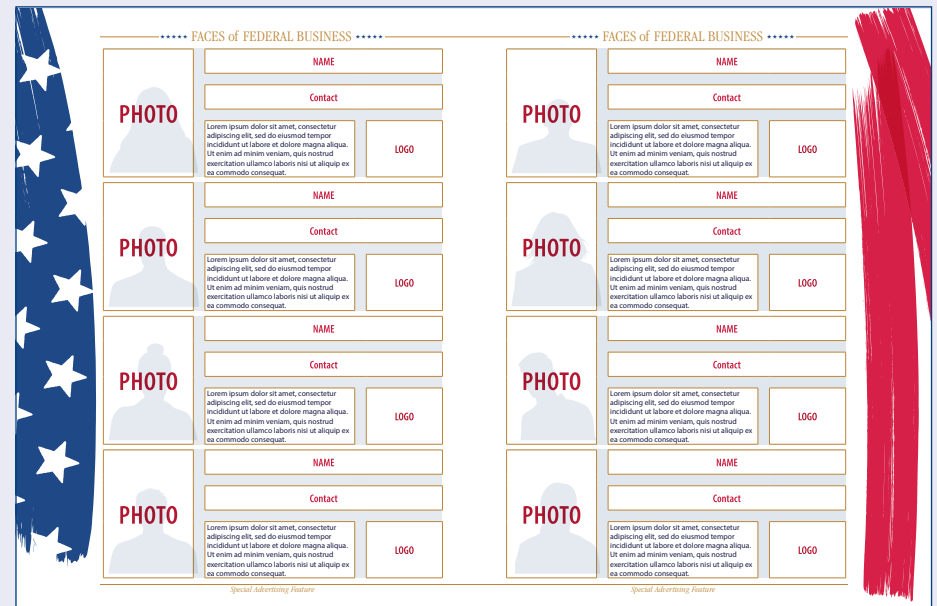 FACES of FEDERAL BUSINESS
PHOTO
NAME
Contact
Lorem ipsum dolor sit amet, consectetur
adipiscing elit, sed do eiusmod tempor
incididunt ut labore et dolore magna aliqua.
Ut enim ad minim veniam, quis nostrud
exercitation ullamco laboris nisi ut aliquip ex
ea commodo consequat.
LOGO
PHOTO
NAME
Contact
Lorem ipsum dolor sit amet, consectetur
adipiscing elit, sed do eiusmod tempor
incididunt ut labore et dolore magna aliqua.
Ut enim ad minim veniam, quis nostrud
exercitation ullamco laboris nisi ut aliquip ex
ea commodo consequat.
LOGO
PHOTO
NAME
Contact
Lorem ipsum dolor sit amet, consectetur
adipiscing elit, sed do eiusmod tempor
incididunt ut labore et dolore magna aliqua.
Ut enim ad minim veniam, quis nostrud
exercitation ullamco laboris nisi ut aliquip ex
ea commodo consequat.
LOGO
PHOTO
NAME
Contact
Lorem ipsum dolor sit amet, consectetur
adipiscing elit, sed do eiusmod tempor
incididunt ut labore et dolore magna aliqua.
Ut enim ad minim veniam, quis nostrud
exercitation ullamco laboris nisi ut aliquip ex
ea commodo consequat.
LOGO
Special Advertising Feature
FACES of FEDERAL BUSINESS
PHOTO
NAME
Contact
Lorem ipsum dolor sit amet, consectetur
adipiscing elit, sed do eiusmod tempor
incididunt ut labore et dolore magna aliqua.
Ut enim ad minim veniam, quis nostrud
exercitation ullamco laboris nisi ut aliquip ex
ea commodo consequat.
LOGO
PHOTO
NAME
Contact
Lorem ipsum dolor sit amet, consectetur
adipiscing elit, sed do eiusmod tempor
incididunt ut labore et dolore magna aliqua.
Ut enim ad minim veniam, quis nostrud
exercitation ullamco laboris nisi ut aliquip ex
ea commodo consequat.
LOGO
PHOTO
NAME
Contact
Lorem ipsum dolor sit amet, consectetur
adipiscing elit, sed do eiusmod tempor
incididunt ut labore et dolore magna aliqua.
Ut enim ad minim veniam, quis nostrud
exercitation ullamco laboris nisi ut aliquip ex
ea commodo consequat.
LOGO
PHOTO
NAME
Contact
Lorem ipsum dolor sit amet, consectetur
adipiscing elit, sed do eiusmod tempor
incididunt ut labore et dolore magna aliqua.
Ut enim ad minim veniam, quis nostrud
exercitation ullamco laboris nisi ut aliquip ex
ea commodo consequat.
LOGO
Special Advertising Feature